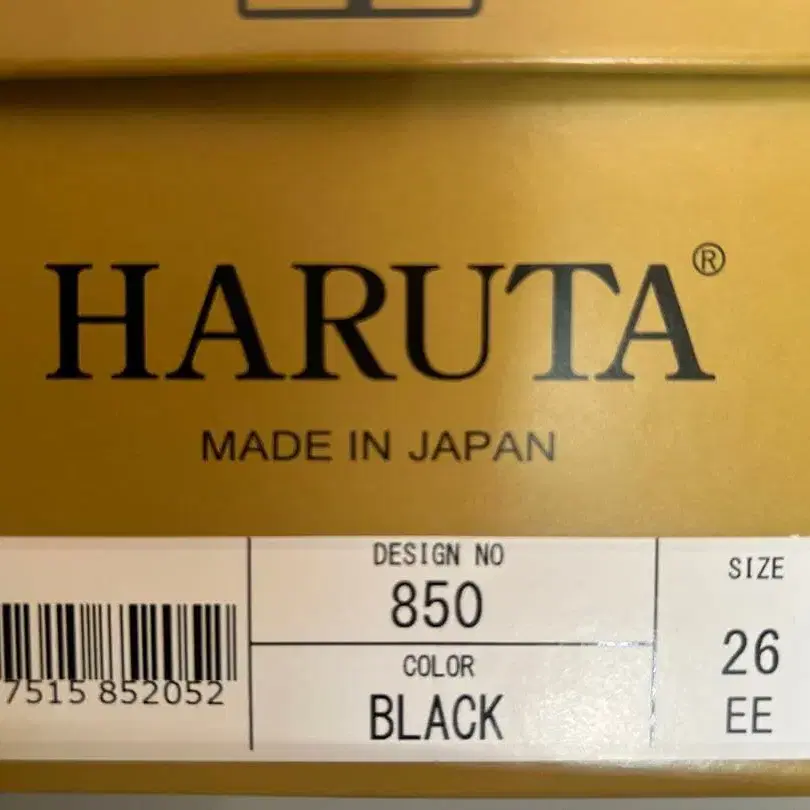 HARUTA®
MADE IN JAPAN
DESIGN NO
850
COLOR
BLACK
SIZE
26
EE
7515 852052